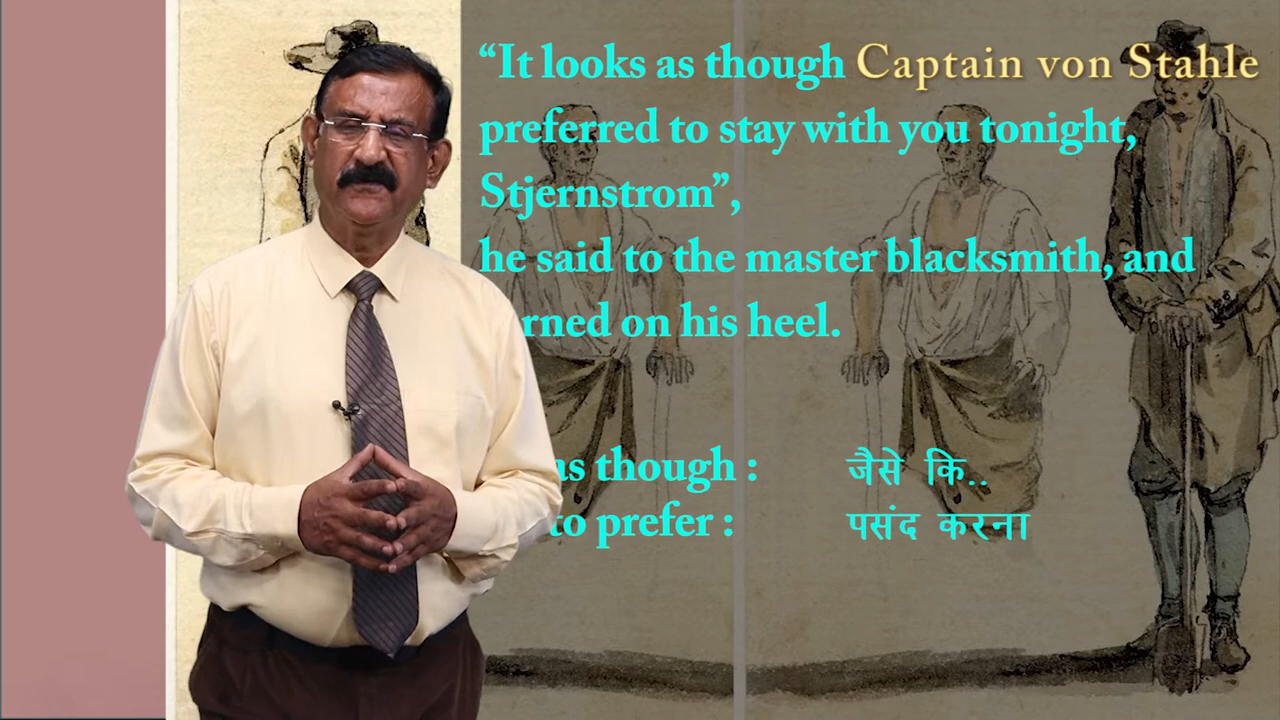 “It looks as though Captain von Stahle
preferred to stay with you tonight,
Stjernstrom”,
he said to the master blacksmith, and
rned on his heel.
as though : जैसे कि..
to prefer : पसंद करना